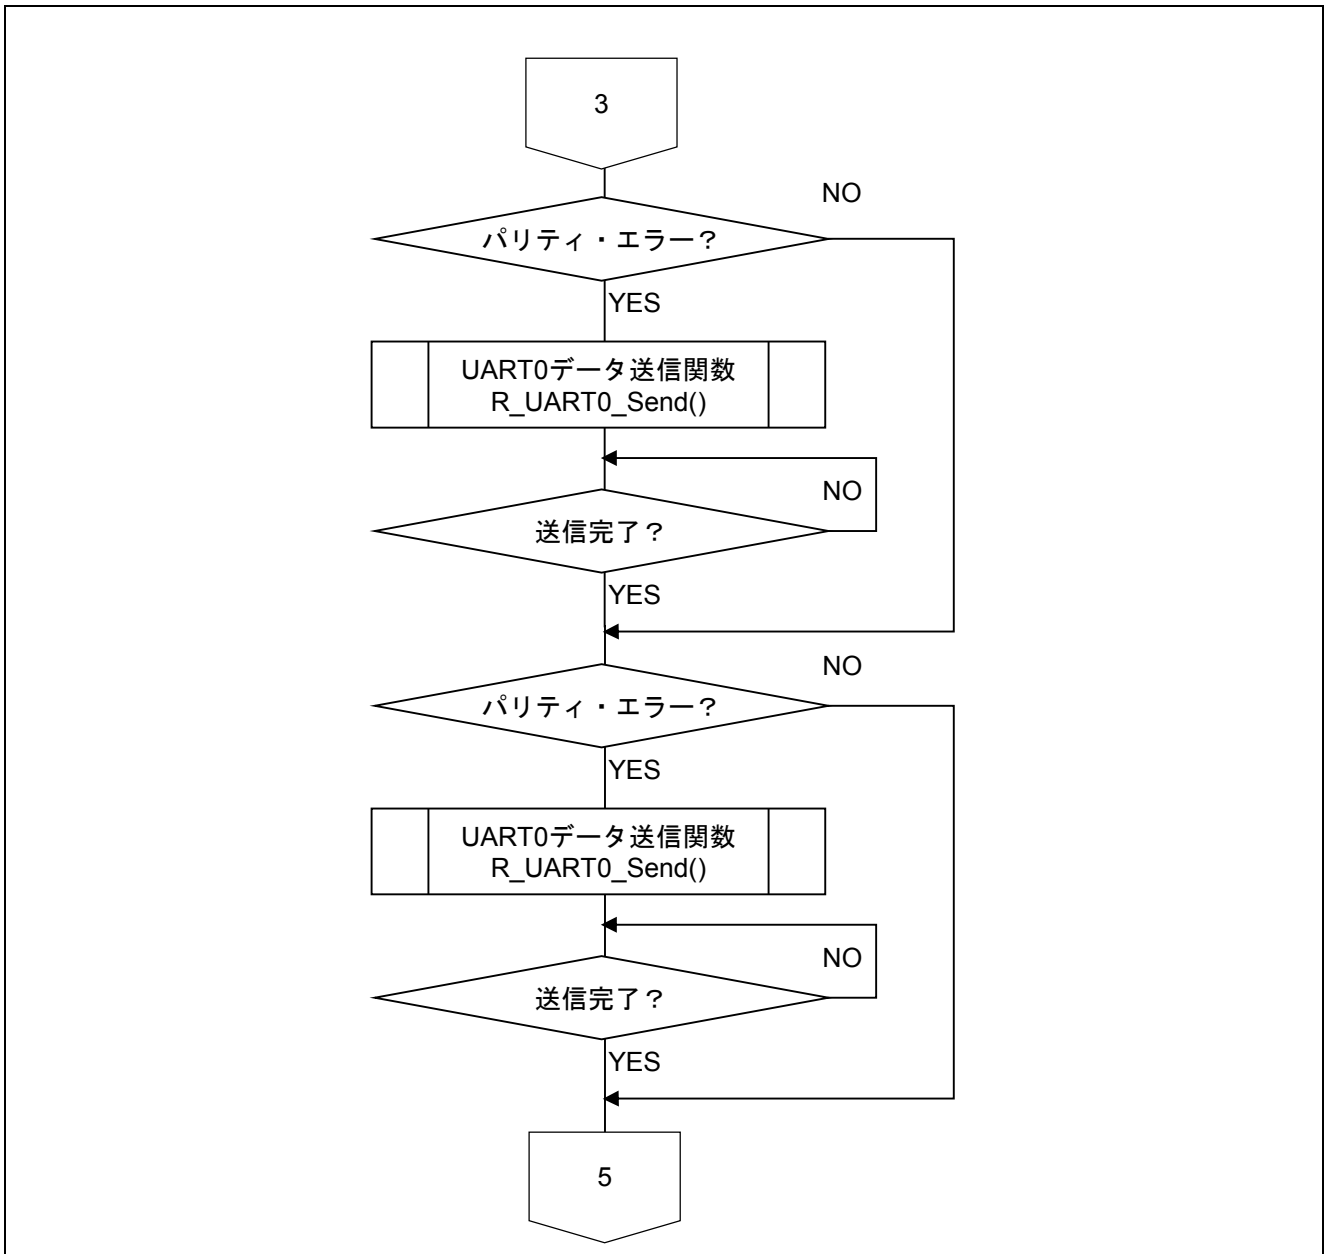 3
NO
パリティ・エラー？
YES
UART0データ送信関数
R_UART0_Send()
NO
送信完了？
YES
NO
パリティ・エラー？
YES
UART0データ送信関数
R_UART0_Send()
NO
送信完了？
YES
5